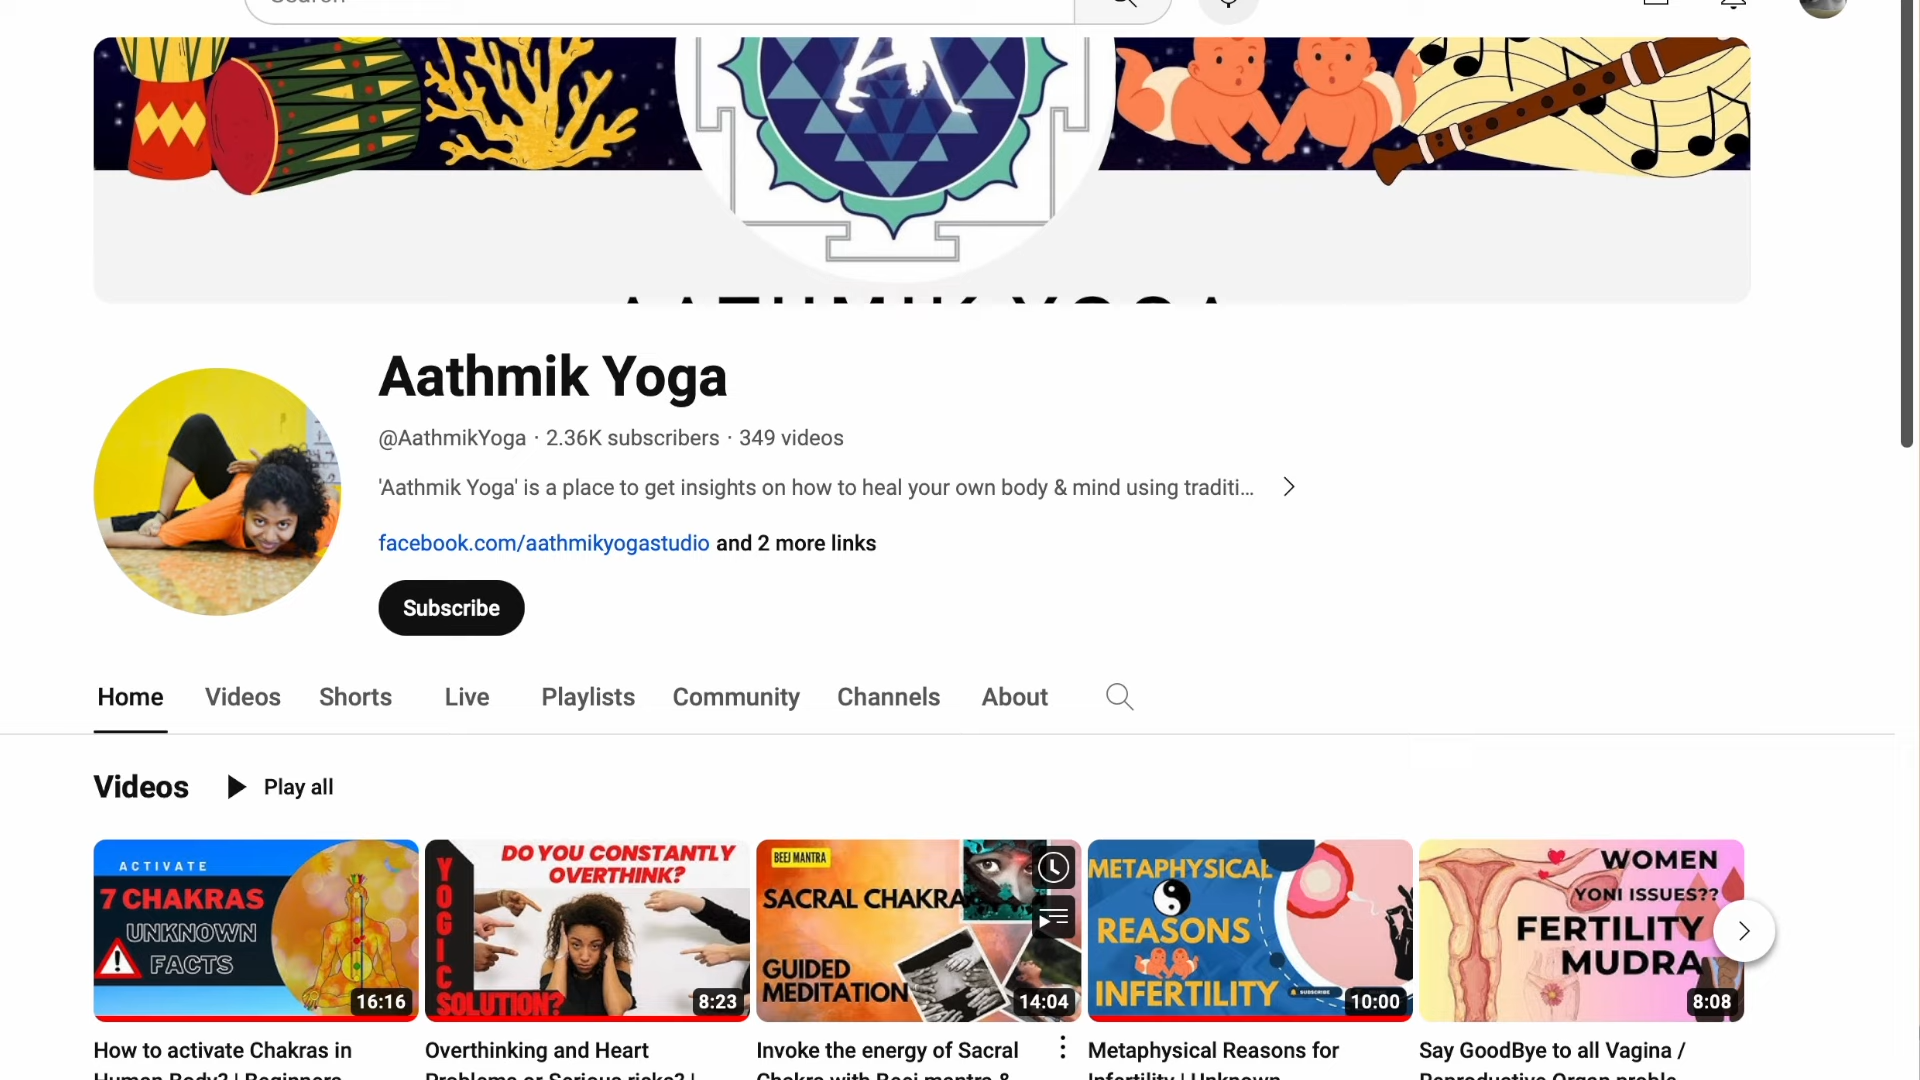 Aathmik Yoga
@AathmikYoga · 2.36K subscribers · 349 videos
'Aathmik Yoga' is a place to get insights on how to heal your own body & mind using traditi...
facebook.com/aathmikyogastudio and 2 more links
Subscribe
Home Videos Shorts Live Playlists Community Channels About
Videos Play all
ACTIVATE
7 CHAKRAS
UNKNOWN
FACTS
16:16
DO YOU CONSTANTLY
OVERTHINK?
YOGIC
SOLUTION?
8:23
BEEJ MANTRA
SACRAL CHAKRA
GUIDED
MEDITATION
14:04
METAPHYSICAL
REASONS
INFERTILITY
SUBSCRIBE
10:00
WOMEN
YONI ISSUES??
FERTILITY
MUDRA
8:08
How to activate Chakras in
Overthinking and Heart
Invoke the energy of Sacral
Metaphysical Reasons for
Say GoodBye to all Vagina /